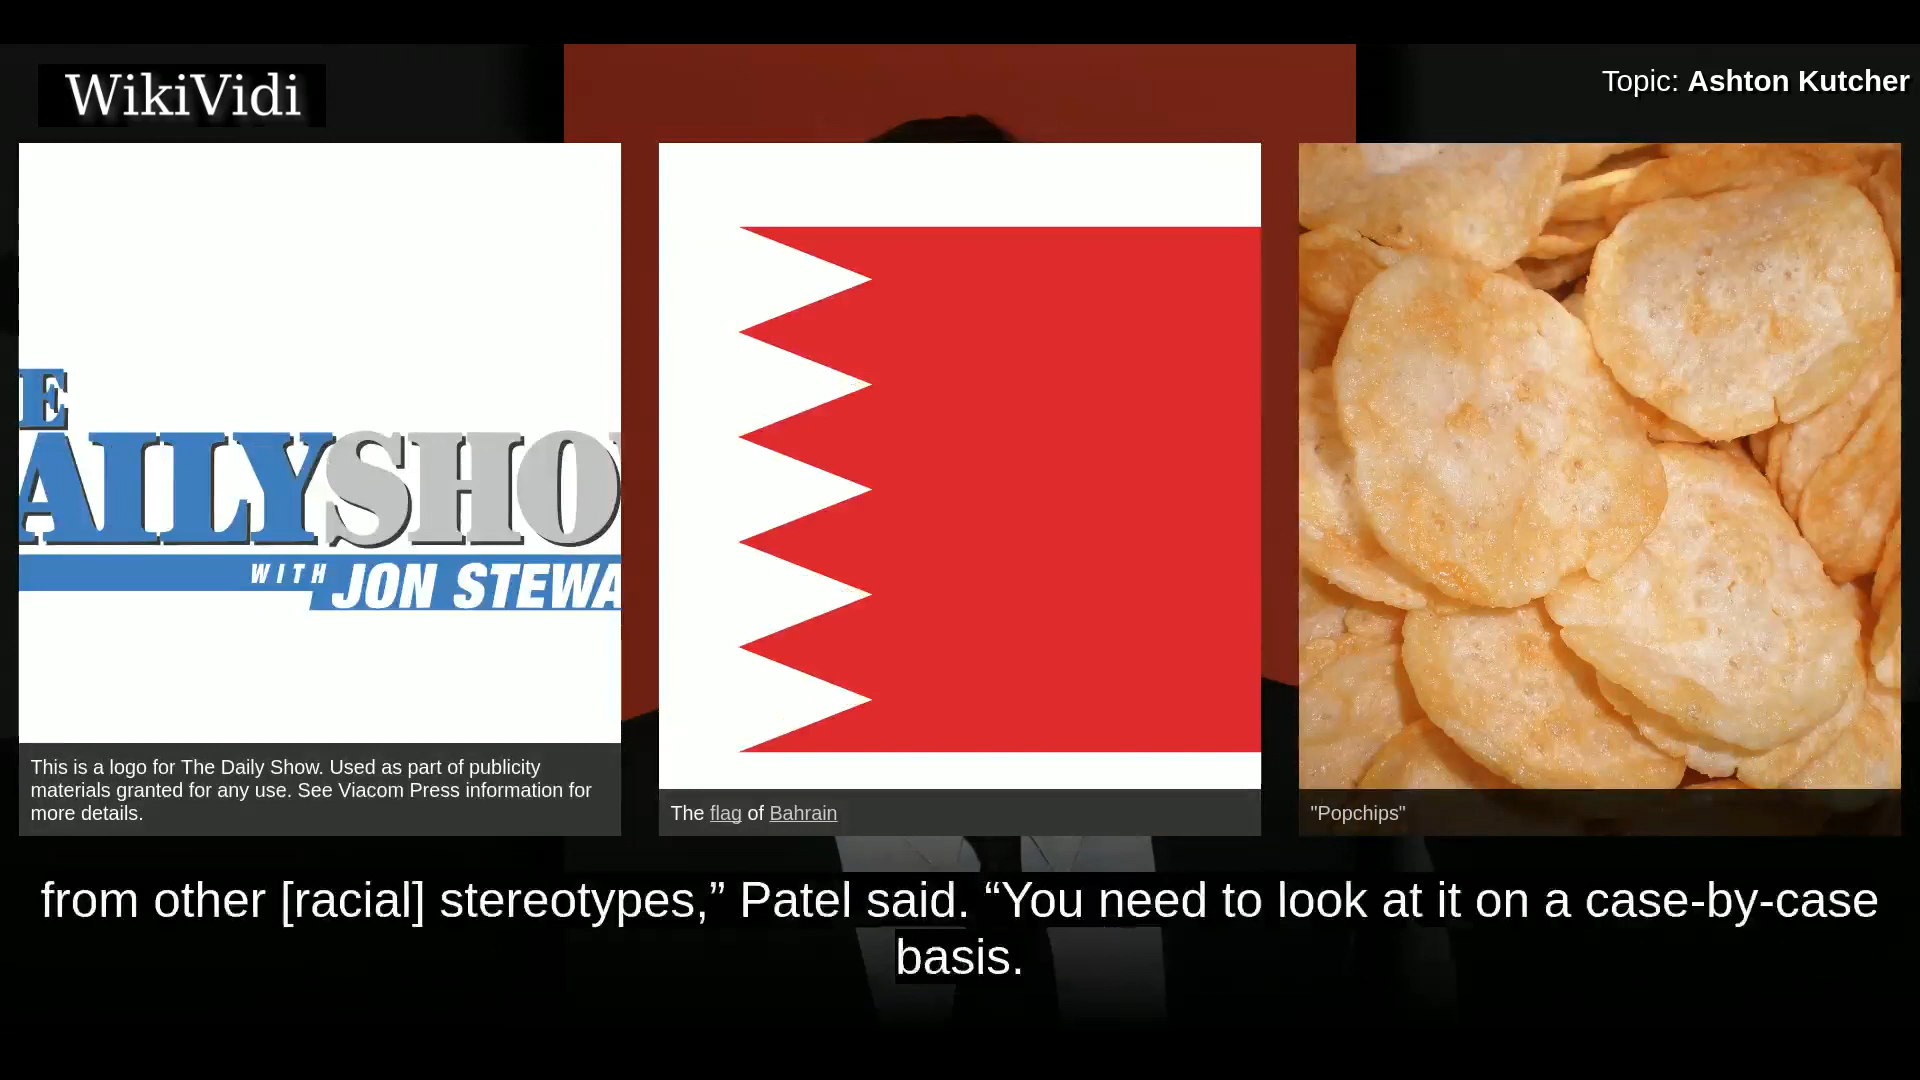 WikiVidi
Topic: Ashton Kutcher
E
AILYSHO
WITH JON STEWA
This is a logo for The Daily Show. Used as part of publicity
materials granted for any use. See Viacom Press information for
more details.
The flag of Bahrain
"Popchips"
from other [racial] stereotypes,” Patel said. “You need to look at it on a case-by-case
basis.